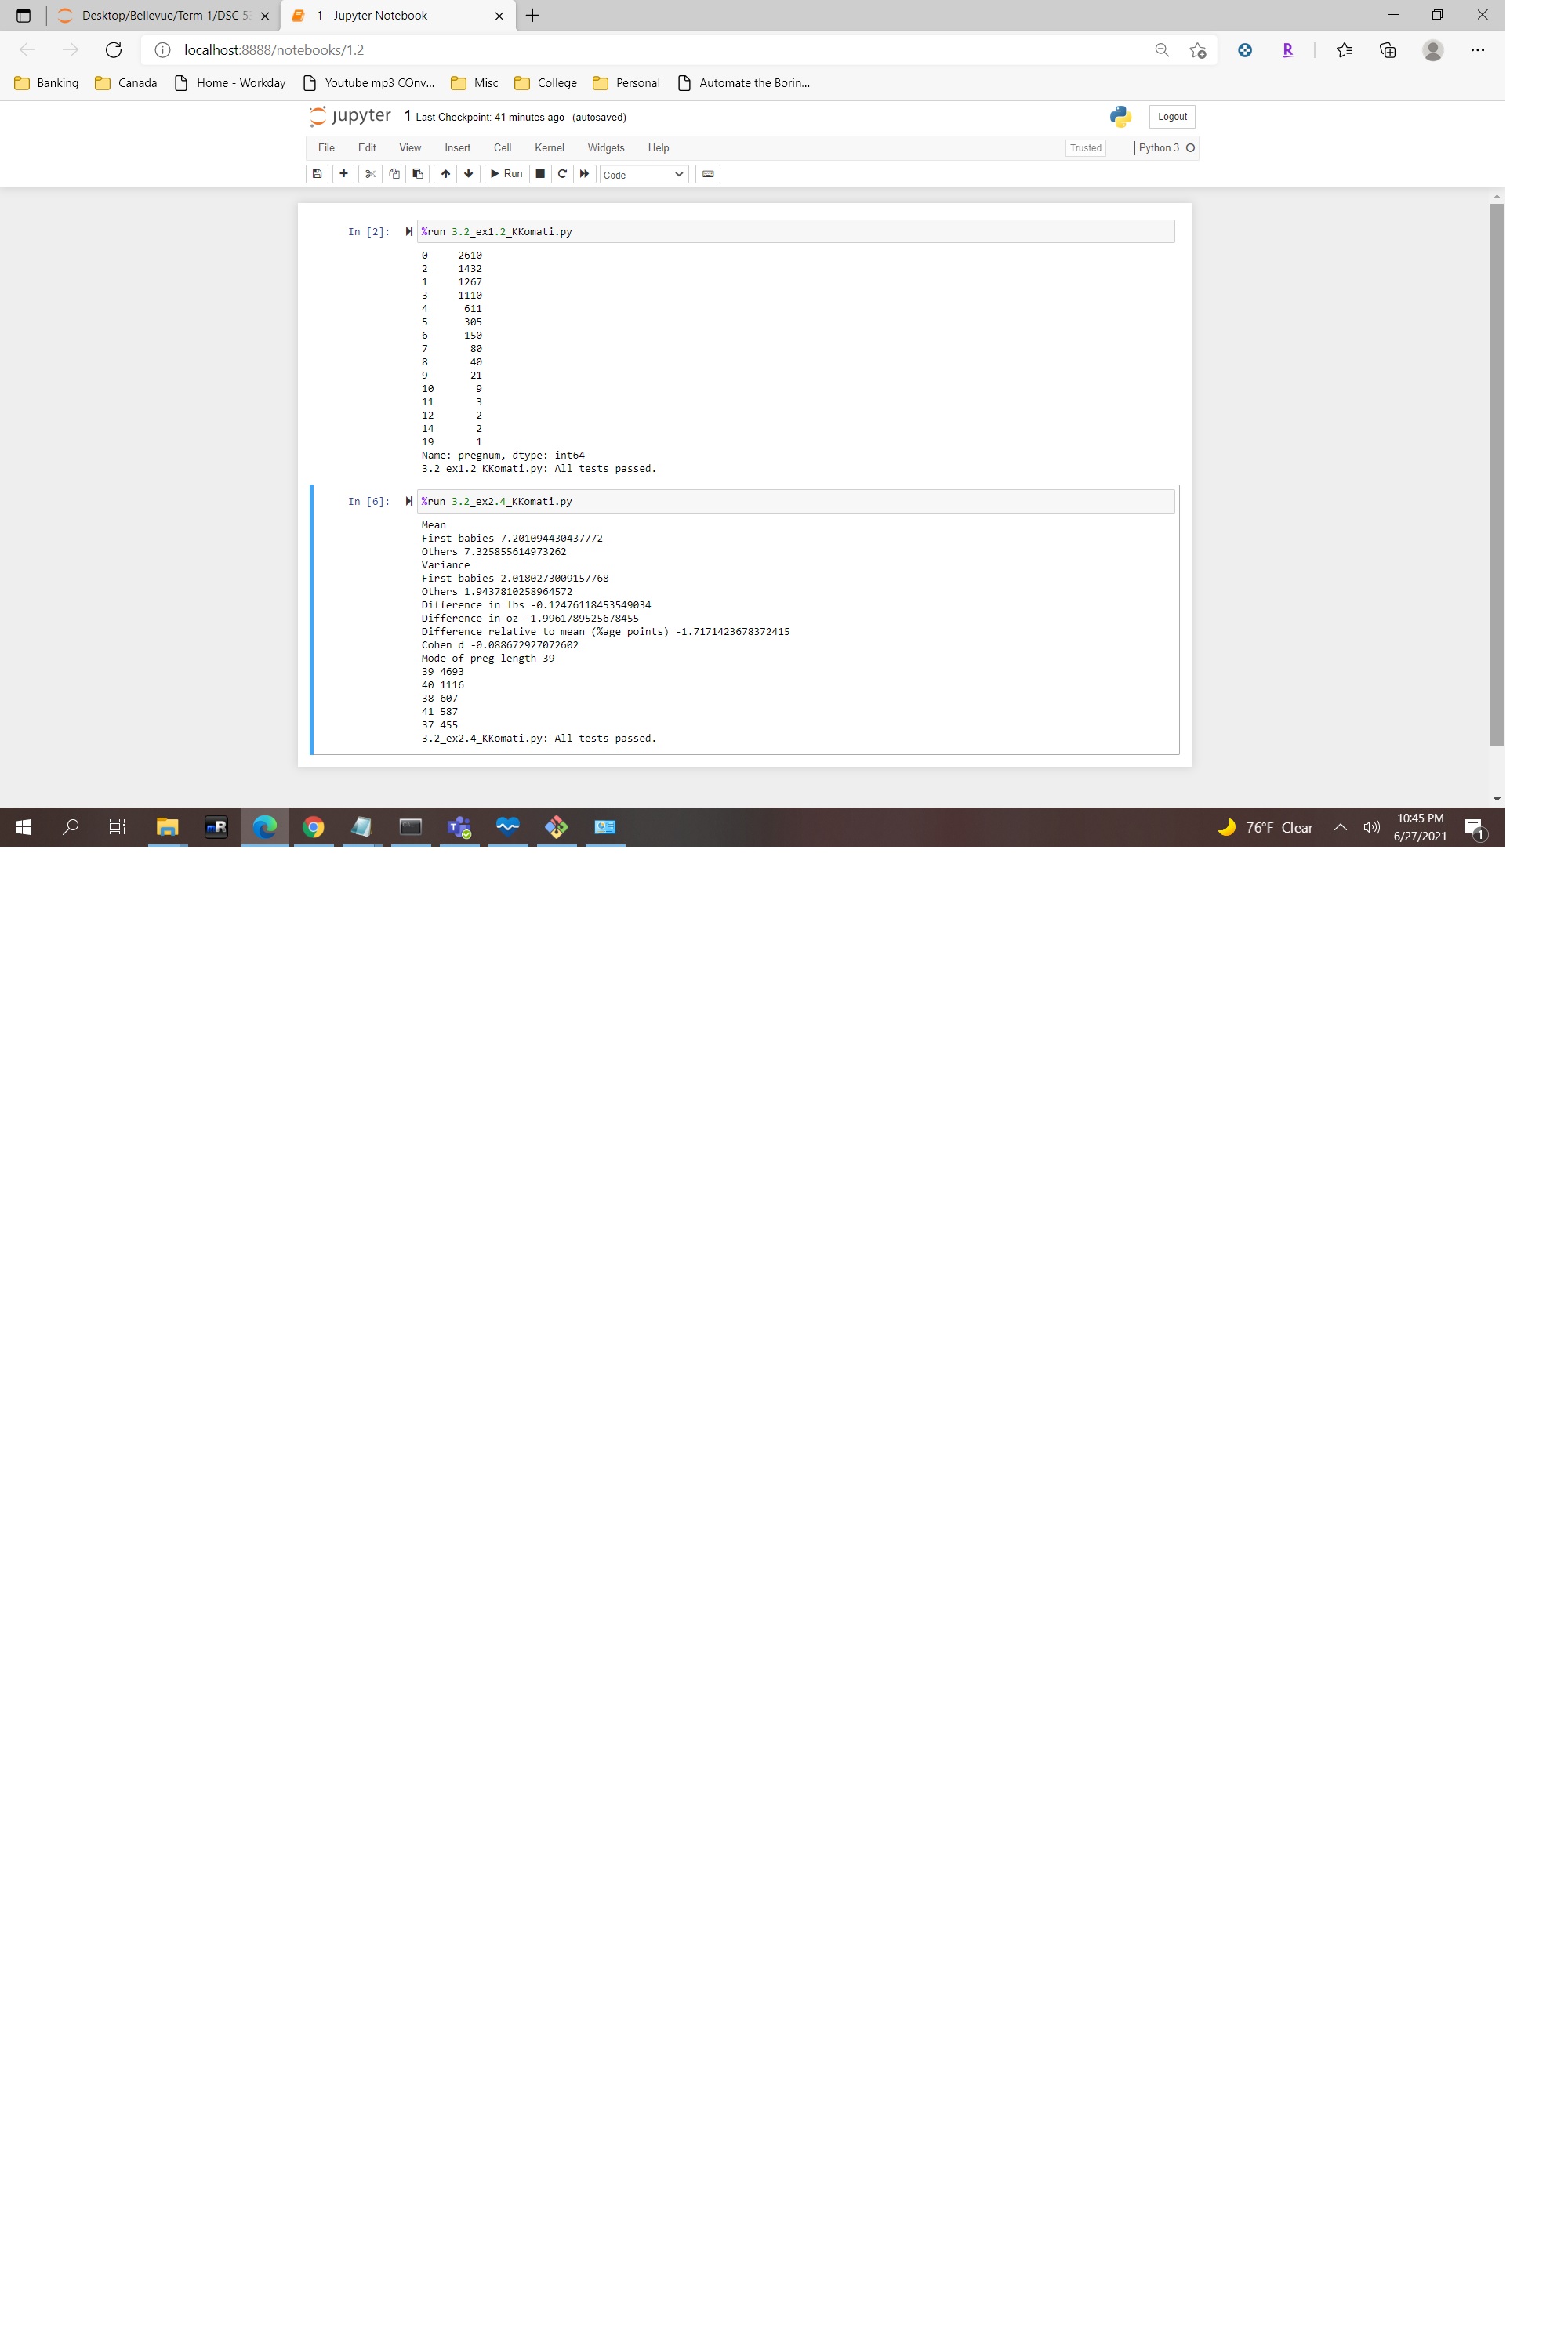 Desktop/Bellevue/Term 1/DSC 5
1 - Jupyter Notebook
localhost:8888/notebooks/1.2
R
Banking Canada Home - Workday Youtube mp3 COnv... Misc College Personal Automate the Borin...
jupyter 1 Last Checkpoint: 41 minutes ago (autosaved)
Logout
File Edit View Insert Cell Kernel Widgets Help
Trusted
Python 3
Run Code
In [2]: %run 3.2_ex1.2_KKomati.py
0 2610
2 1432
1 1267
3 1110
4 611
5 305
6 150
7 80
8 40
9 21
10 9
11 3
12 2
14 2
19 1
Name: pregnum, dtype: int64
3.2_ex1.2_KKomati.py: All tests passed.
In [6]: %run 3.2_ex2.4_KKomati.py
Mean
First babies 7.201094430437772
Others 7.325855614973262
Variance
First babies 2.0180273009157768
Others 1.9437810258964572
Difference in lbs -0.12476118453549034
Difference in oz -1.9961789525678455
Difference relative to mean (%age points) -1.7171423678372415
Cohen d -0.088672927072602
Mode of preg length 39
39 4693
40 1116
38 607
41 587
37 455
3.2_ex2.4_KKomati.py: All tests passed.
R
76°F Clear
10:45 PM
6/27/2021
1